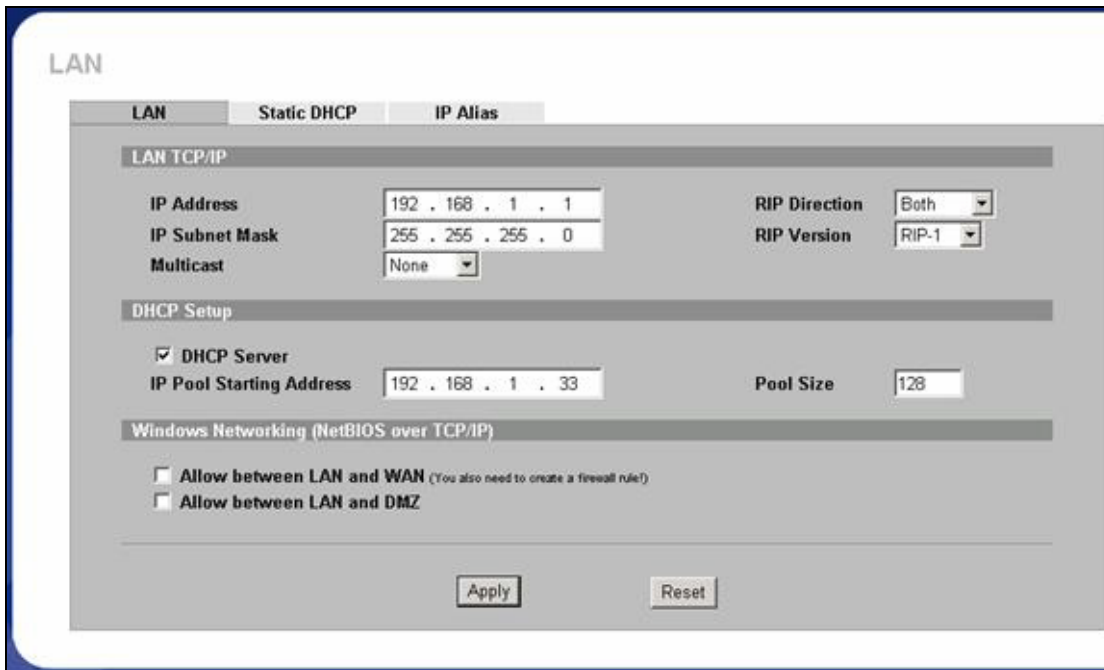 LAN
LAN Static DHCP IP Alias
LAN TCP/IP
IP Address 192 . 168 . 1 . 1 RIP Direction Both
IP Subnet Mask 255 . 255 . 255 . 0 RIP Version RIP-1
Multicast None
DHCP Setup
DHCP Server
IP Pool Starting Address 192 . 168 . 1 . 33 Pool Size 128
Windows Networking (NetBIOS over TCP/IP)
Allow between LAN and WAN (You also need to create a firewall rule!)
Allow between LAN and DMZ
Apply Reset